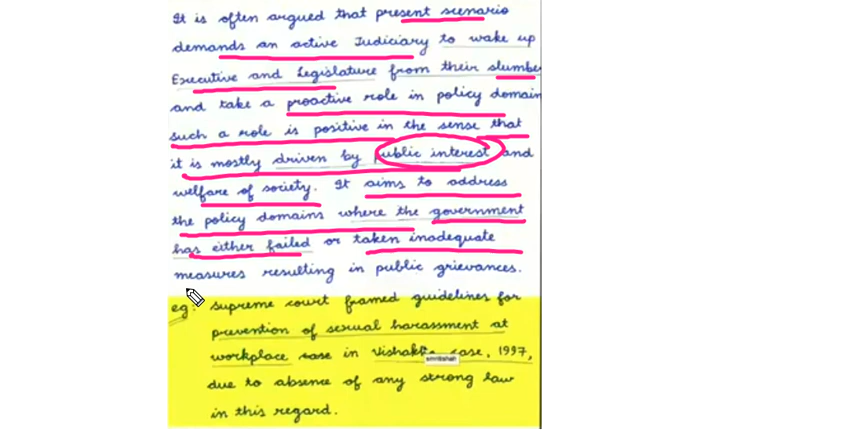 It is often argued that present scenario
demands an active Judiciary to wake up
Executive and Legislature from their slumber
and take a proactive role in policy domain
such a role is positive in the sense that
it is mostly driven by public interest and
welfare of society. It aims to address
the policy domains where the government
has either failed or taken inadequate
measures resulting in public grievances.
eg: Supreme court framed guidelines for
prevention of sexual harassment at
workplace case in Vishakha case, 1997,
due to absence of any strong law
in this regard.